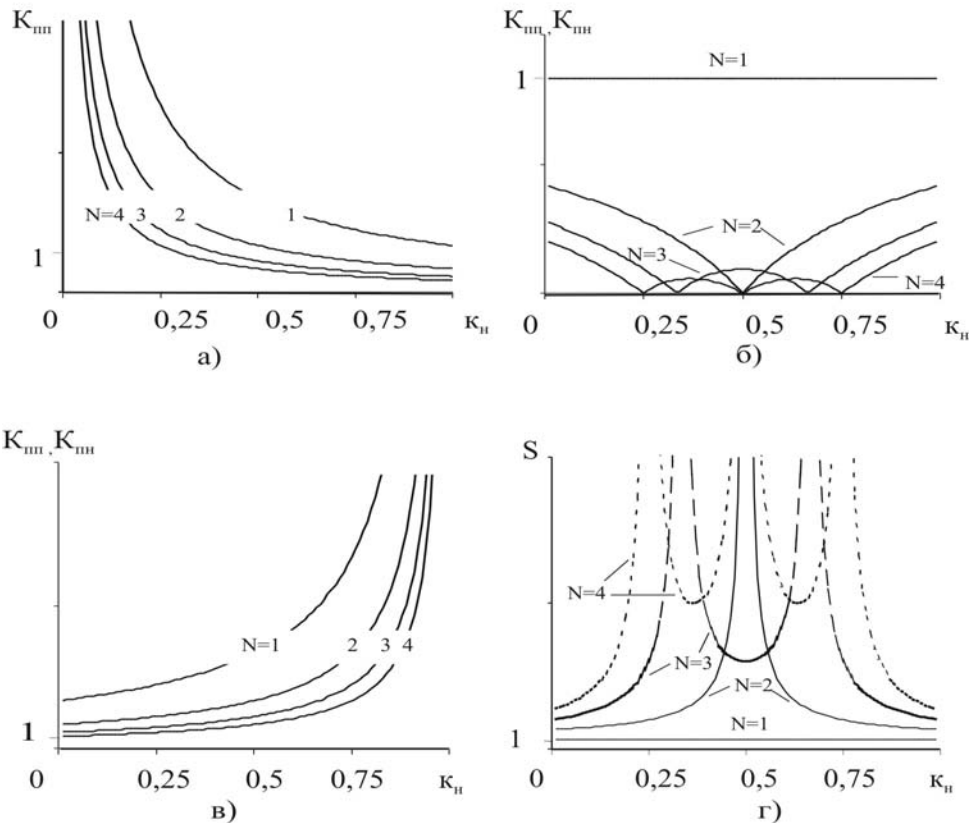 Кпп
1
N=4 3 2 1
0 0,25 0,5 0,75 кн
а)
Кпп, Кпн
1
N=1
N=2
N=3
N=4
0 0,25 0,5 0,75 кн
б)
Кпп, Кпн
1
N=1 2 3 4
0 0,25 0,5 0,75 кн
в)
S
1
N=4
N=3
N=2
N=1
0 0,25 0,5 0,75 кн
г)